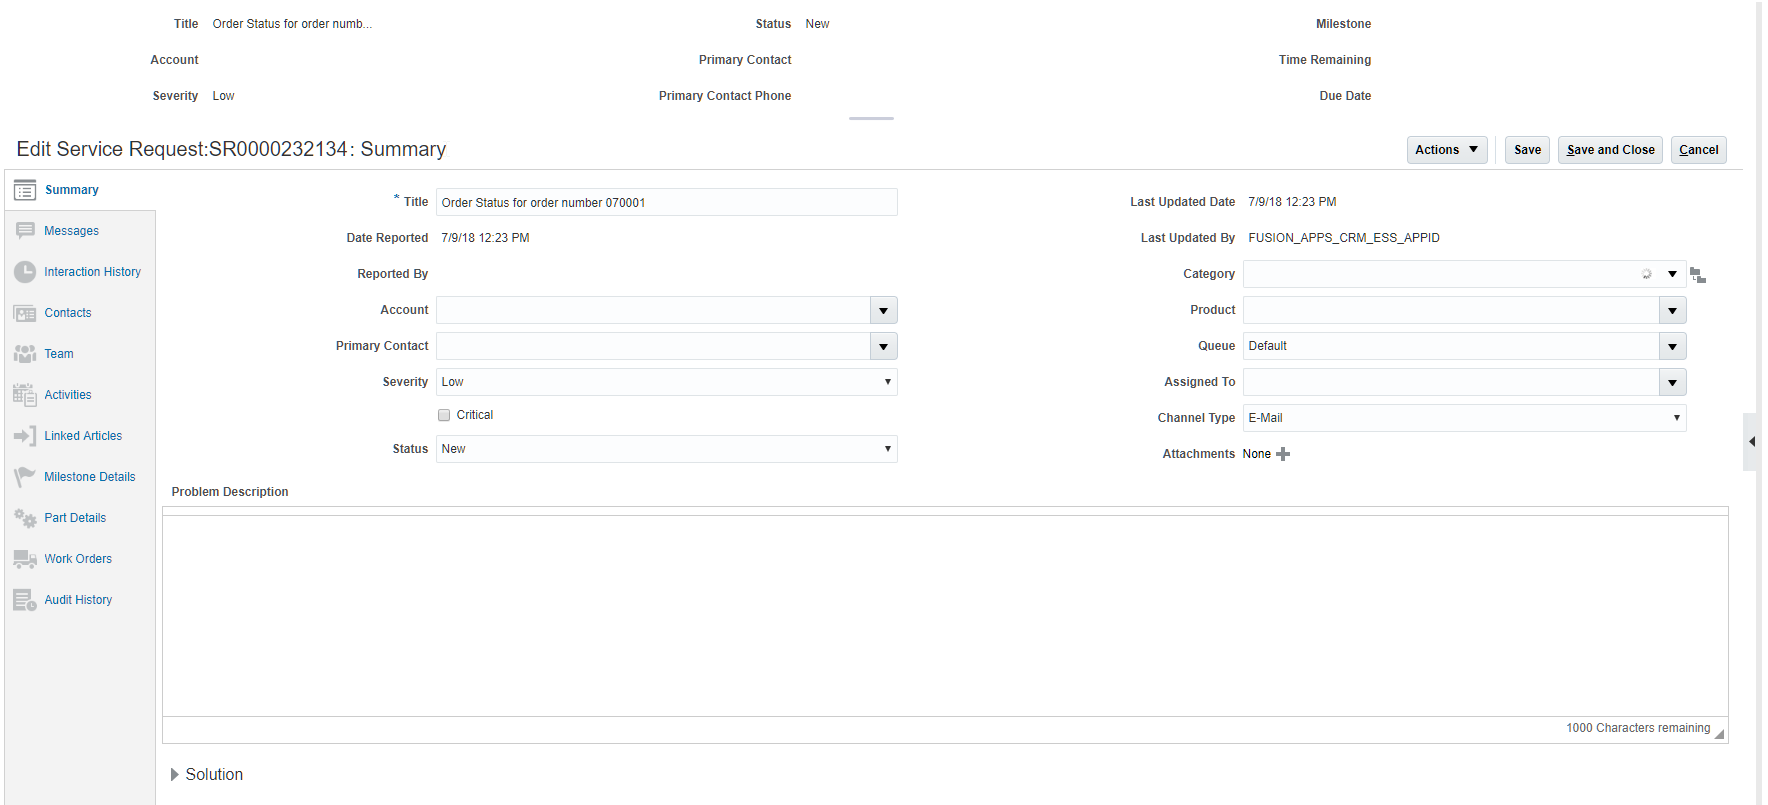 Title Order Status for order numb... Status New Milestone
Account Primary Contact Time Remaining
Severity Low Primary Contact Phone Due Date
Edit Service Request:SR0000232134: Summary Actions Save Save and Close Cancel
Summary
Messages
Interaction History
Contacts
Team
Activities
Linked Articles
Milestone Details
Part Details
Work Orders
Audit History
* Title Order Status for order number 070001
Date Reported 7/9/18 12:23 PM
Reported By
Account
Primary Contact
Severity Low
Critical
Status New
Last Updated Date 7/9/18 12:23 PM
Last Updated By FUSION_APPS_CRM_ESS_APPID
Category
Product
Queue Default
Assigned To
Channel Type E-Mail
Attachments None
Problem Description
1000 Characters remaining
Solution